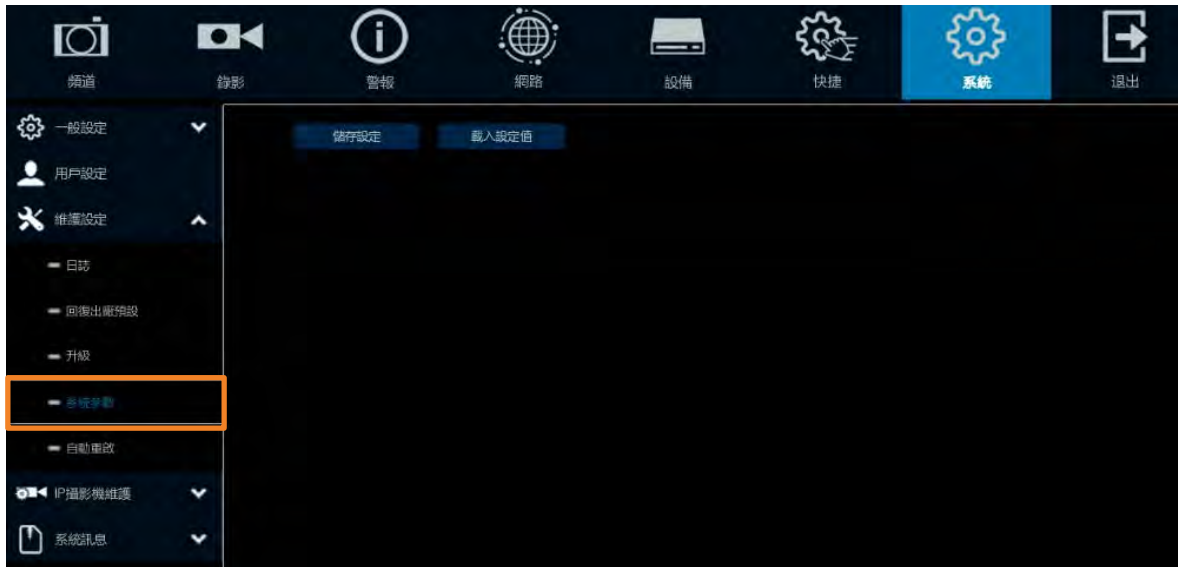 頻道
錄影
警報
網路
設備
快捷
系統
退出
一般設定
儲存設定
載入設定值
用戶設定
維護設定
日誌
回復出廠預設
升級
系統參數
自動重啟
IP攝影機維護
系統訊息